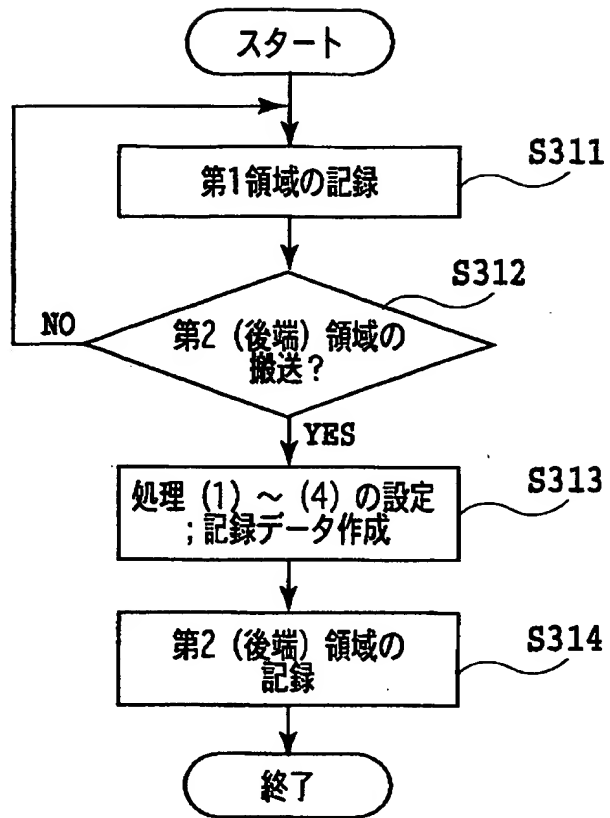 スタート
第1領域の記録
S311
S312
第2（後端）領域の
搬送？
NO
YES
処理（1）～（4）の設定
；記録データ作成
S313
第2（後端）領域の
記録
S314
終了